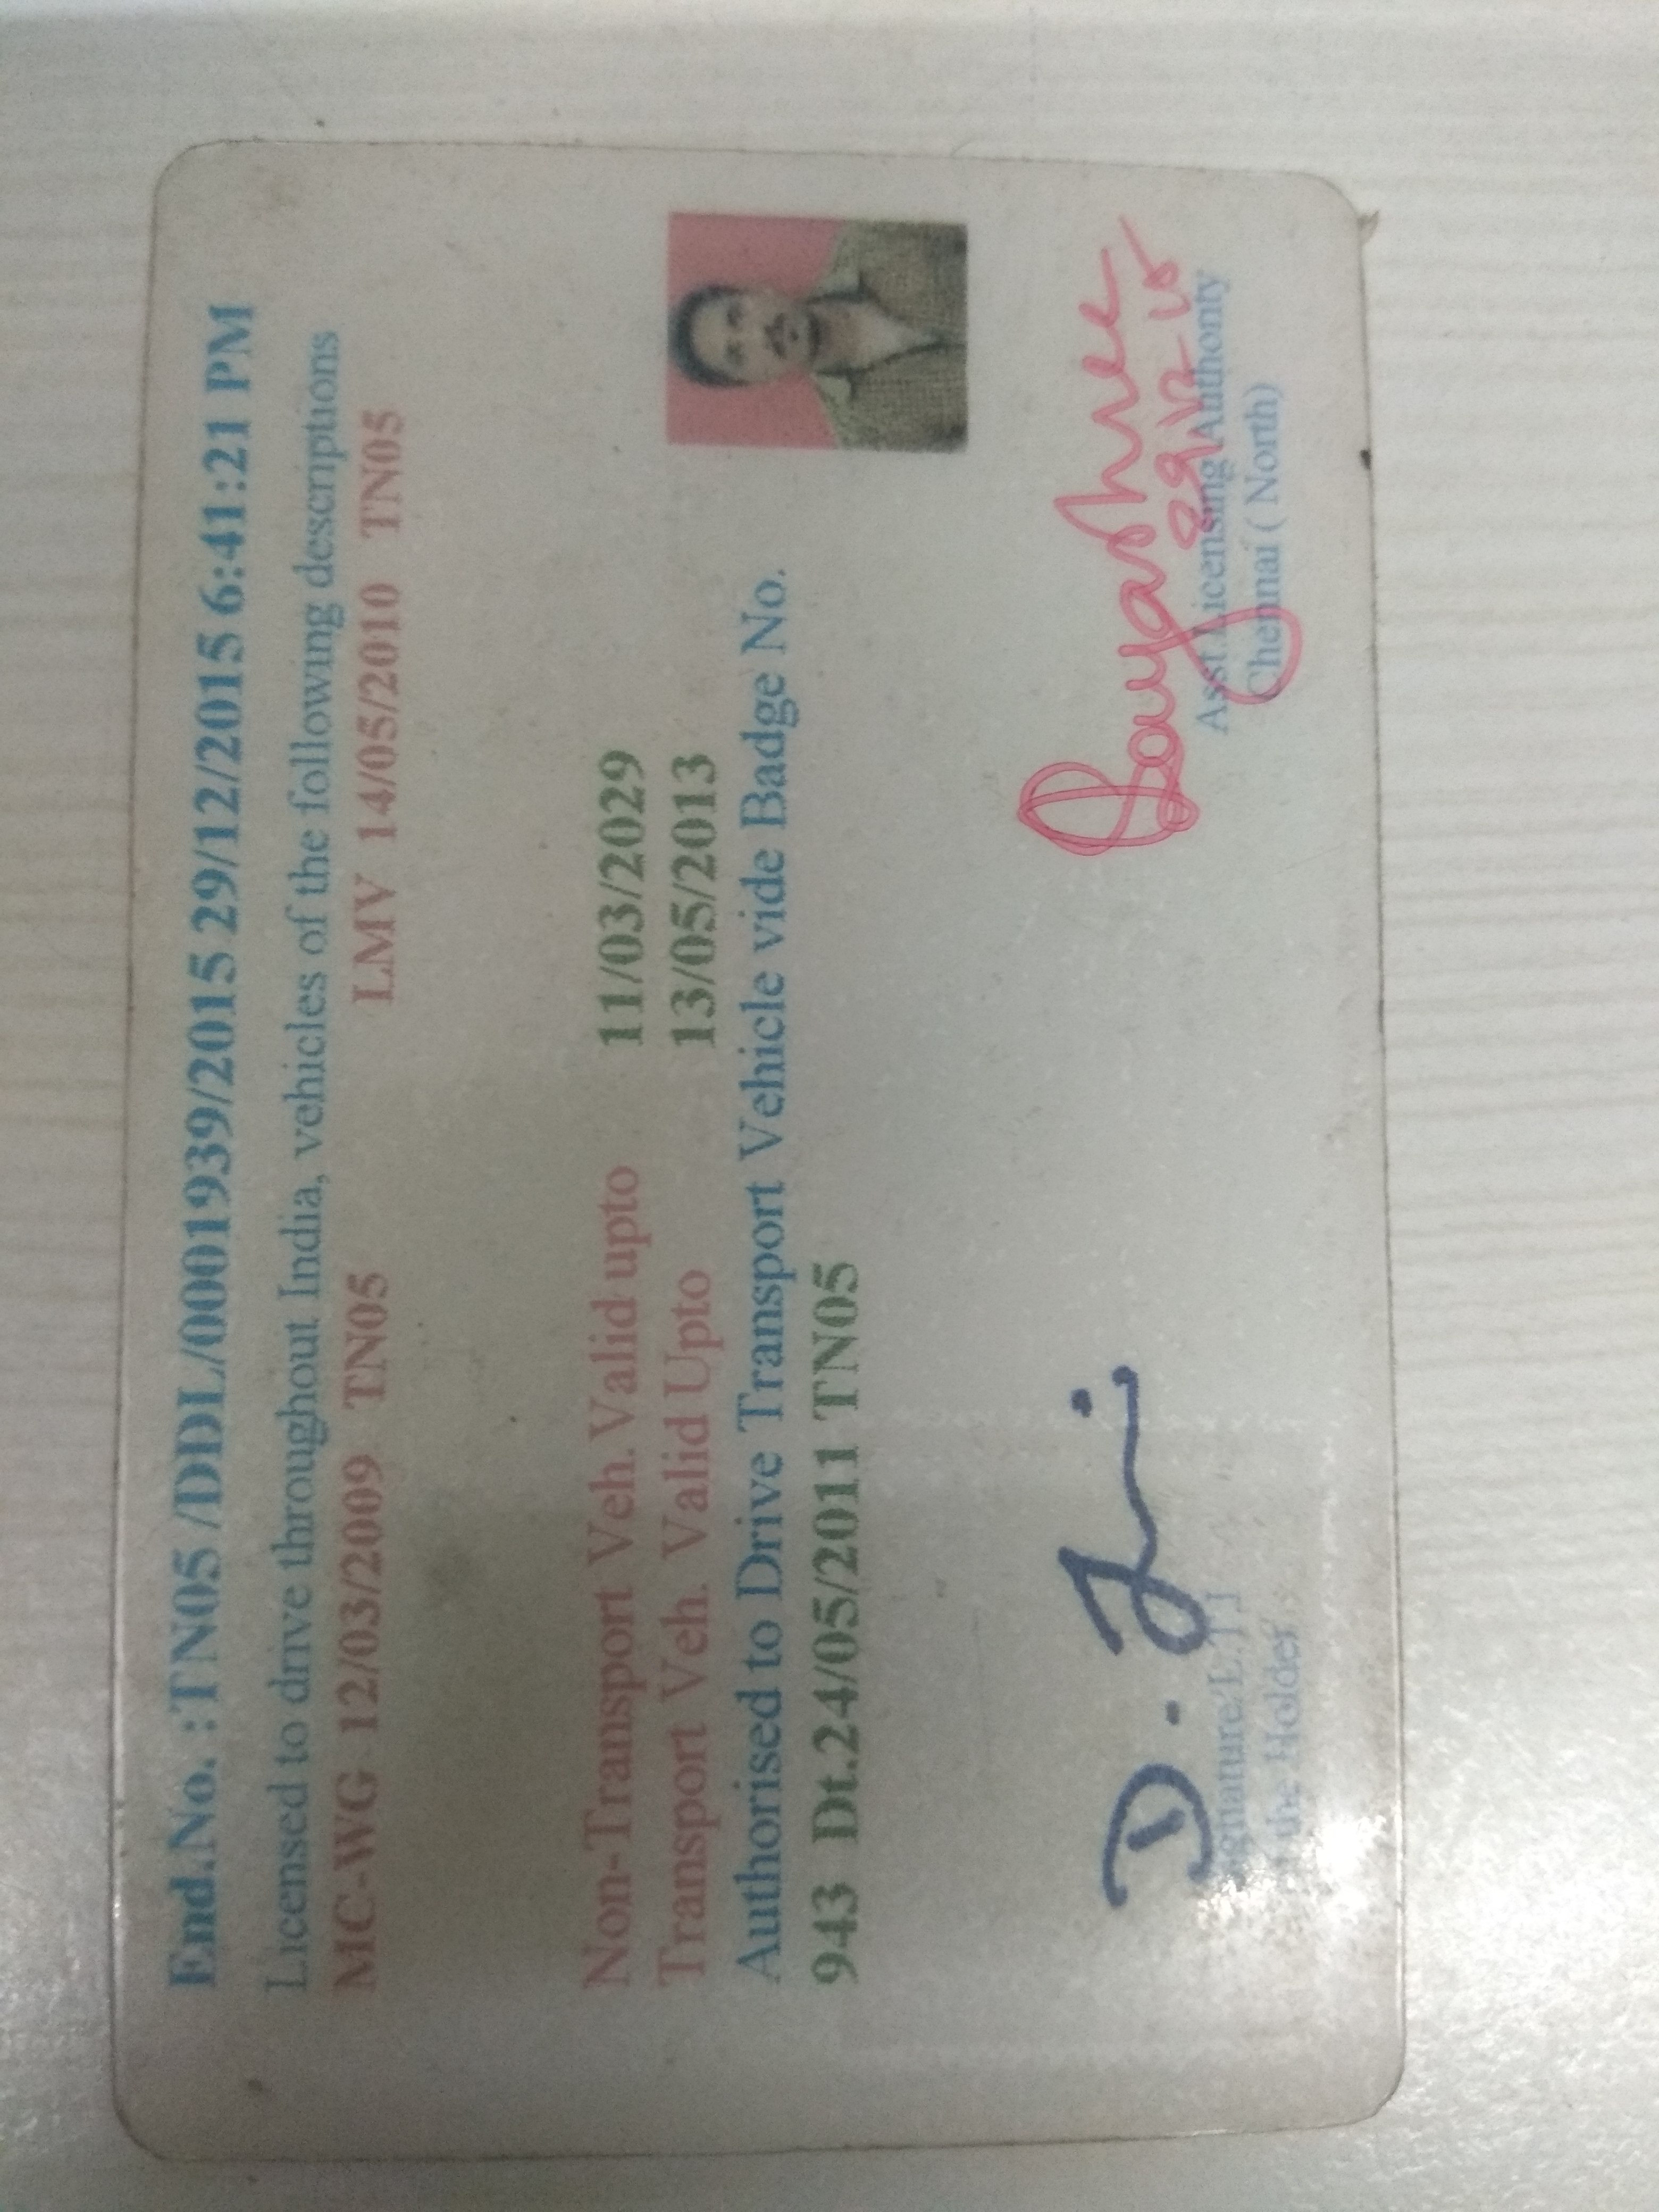 End.No. :TN05 /DDL/0001939/2015 29/12/2015 6:41:21 PM
Licensed to drive throughout India, vehicles of the following descriptions
MC-WG 12/03/2009 TN05 LMV 14/05/2010 TN05
Non-Transport Veh. Valid upto 11/03/2029
Transport Veh. Valid Upto 13/05/2013
Authorised to Drive Transport Vehicle vide Badge No.
943 Dt.24/05/2011 TN05
D.
Asst.Licensing Authority
Chennai ( North)
the Holder